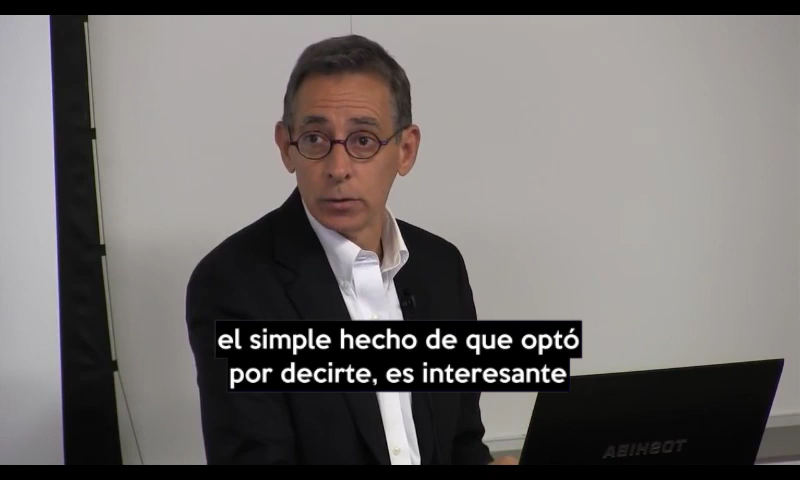 el simple hecho de que optó
por decirte, es interesante
TOSHIBA